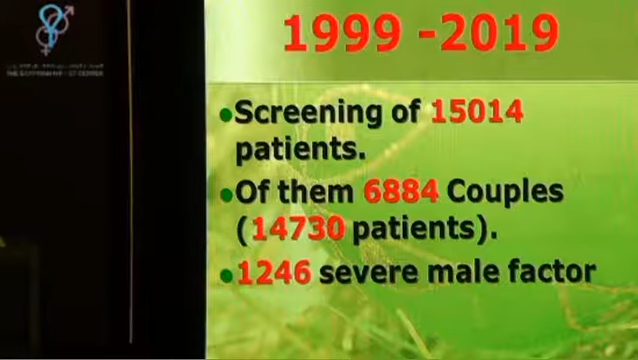 1999 -2019
•Screening of 15014
patients.
•Of them 6884 Couples
(14730 patients).
•1246 severe male factor